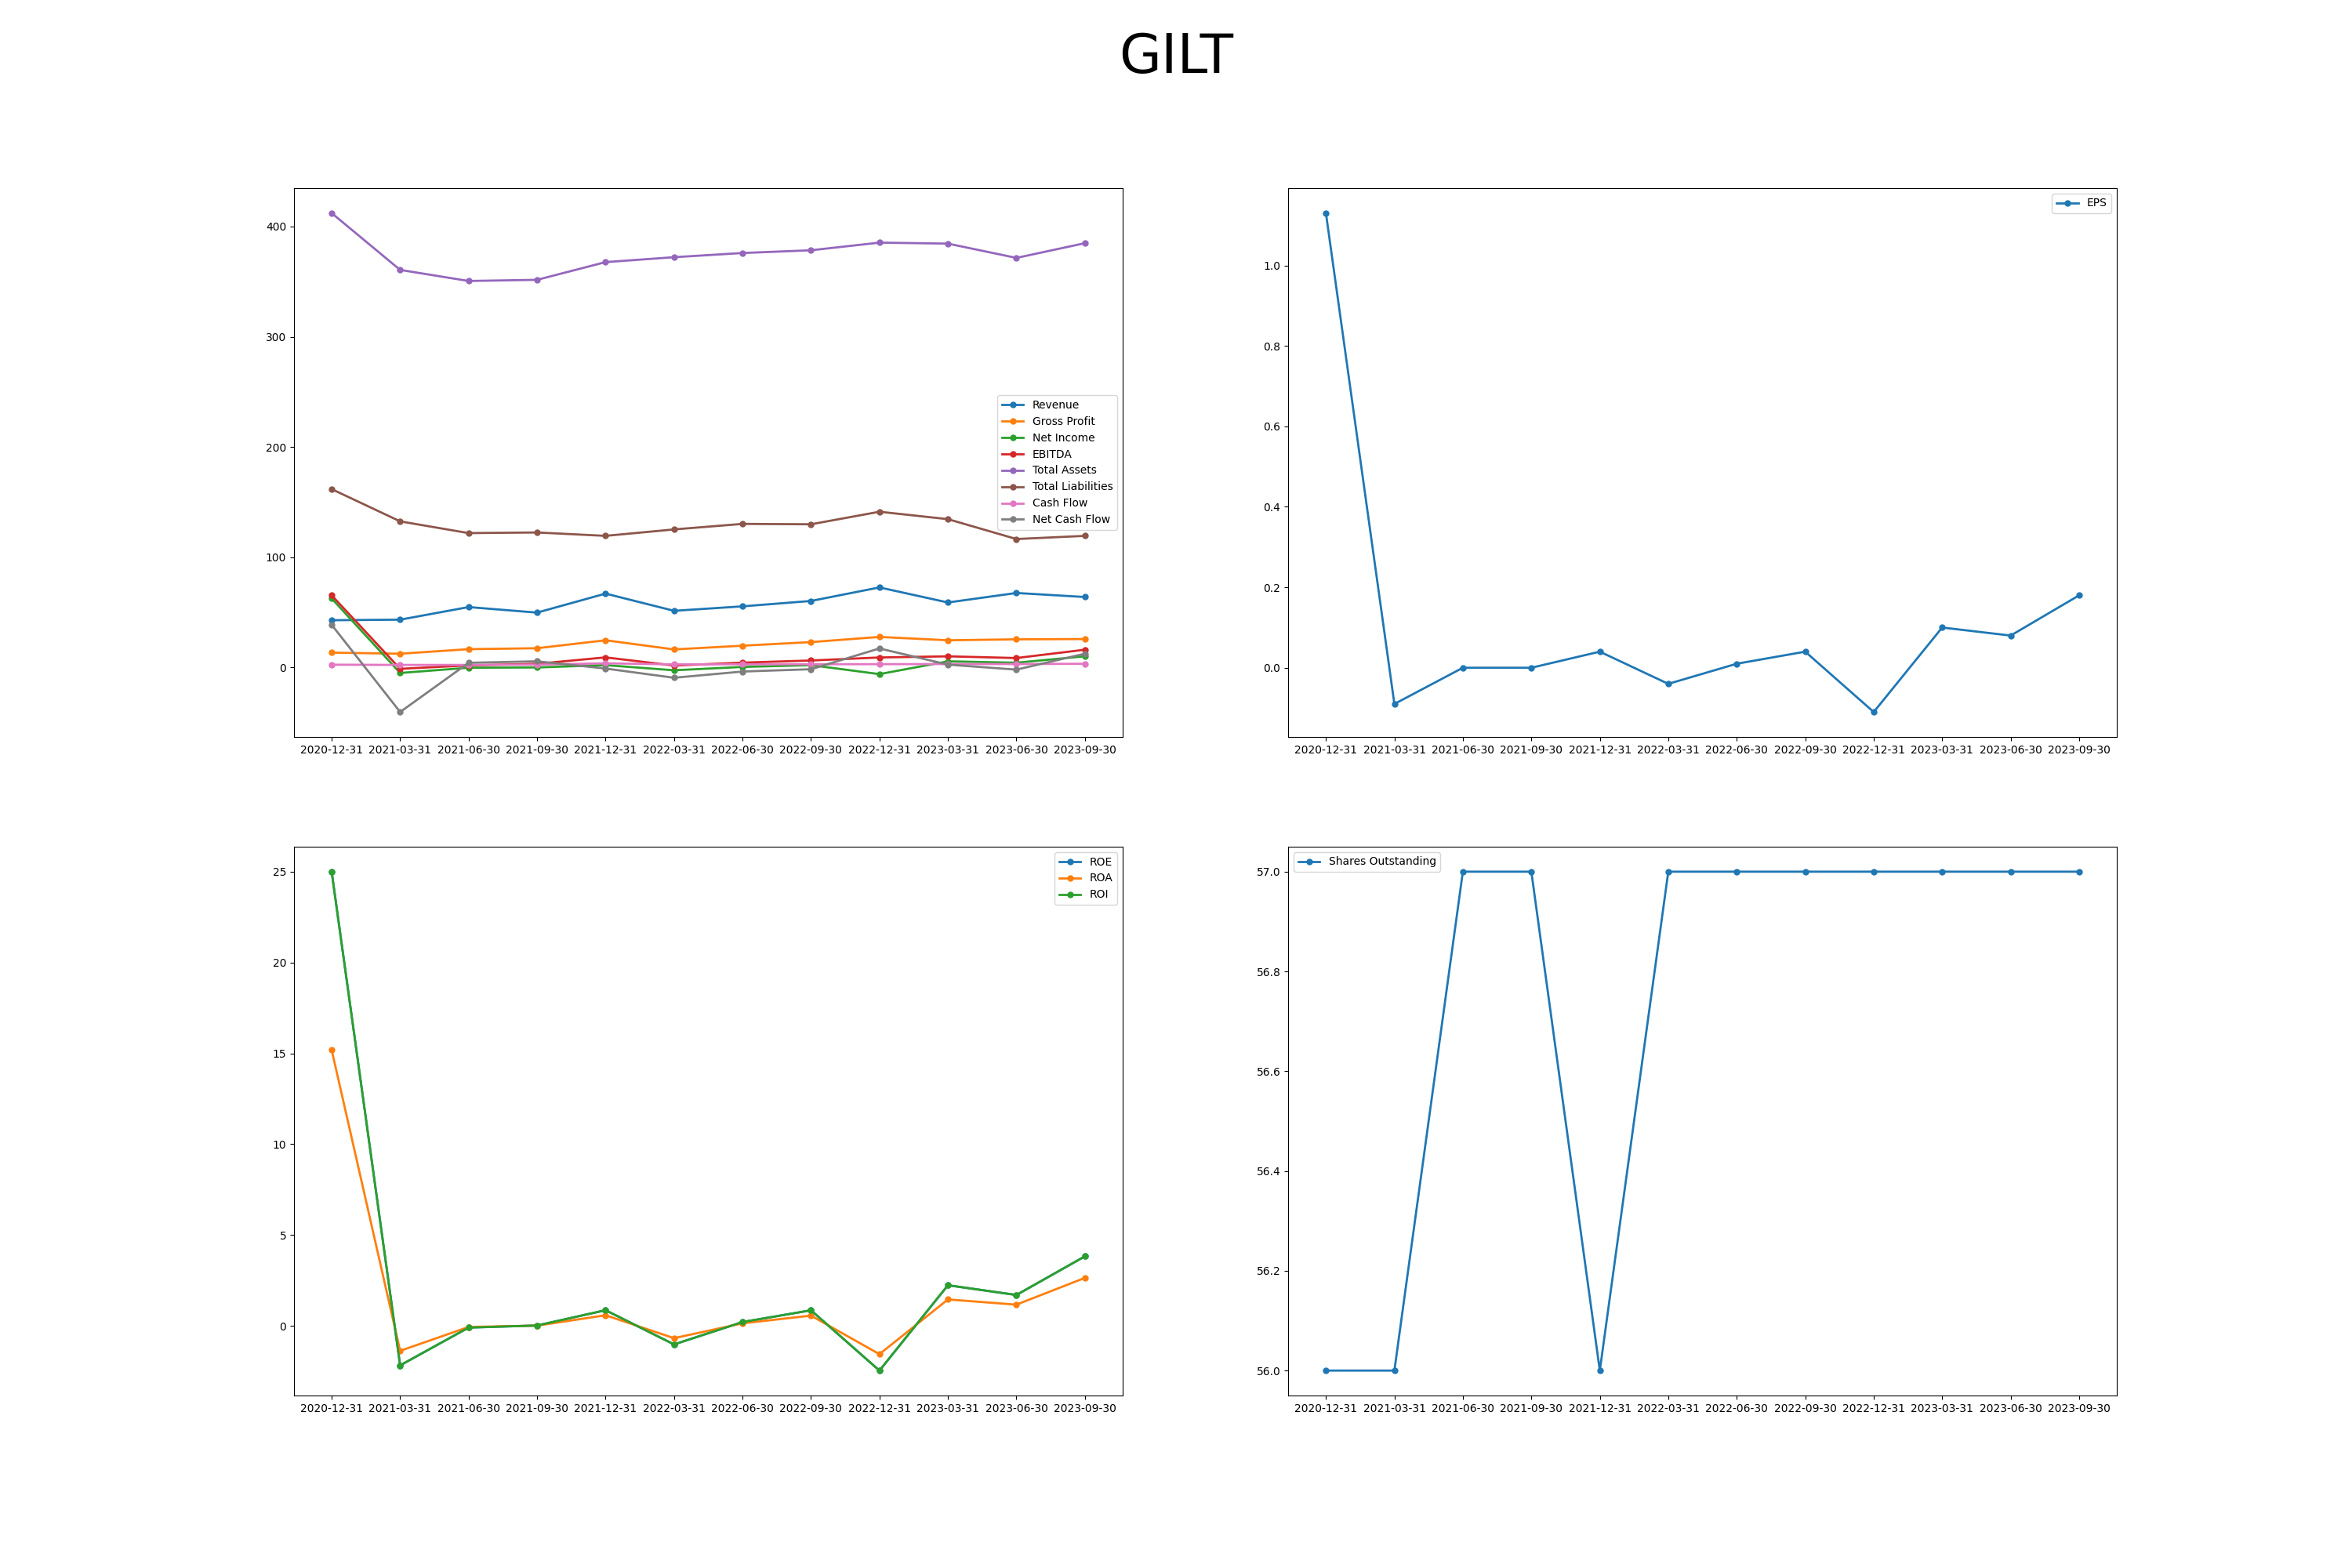 GILT
400
300
200
100
0
Revenue
Gross Profit
Net Income
EBITDA
Total Assets
Total Liabilities
Cash Flow
Net Cash Flow
2020-12-31 2021-03-31 2021-06-30 2021-09-30 2021-12-31 2022-03-31 2022-06-30 2022-09-30 2022-12-31 2023-03-31 2023-06-30 2023-09-30
EPS
1.0
0.8
0.6
0.4
0.2
0.0
2020-12-31 2021-03-31 2021-06-30 2021-09-30 2021-12-31 2022-03-31 2022-06-30 2022-09-30 2022-12-31 2023-03-31 2023-06-30 2023-09-30
25
20
15
10
5
0
ROE
ROA
ROI
2020-12-31 2021-03-31 2021-06-30 2021-09-30 2021-12-31 2022-03-31 2022-06-30 2022-09-30 2022-12-31 2023-03-31 2023-06-30 2023-09-30
Shares Outstanding
57.0
56.8
56.6
56.4
56.2
56.0
2020-12-31 2021-03-31 2021-06-30 2021-09-30 2021-12-31 2022-03-31 2022-06-30 2022-09-30 2022-12-31 2023-03-31 2023-06-30 2023-09-30